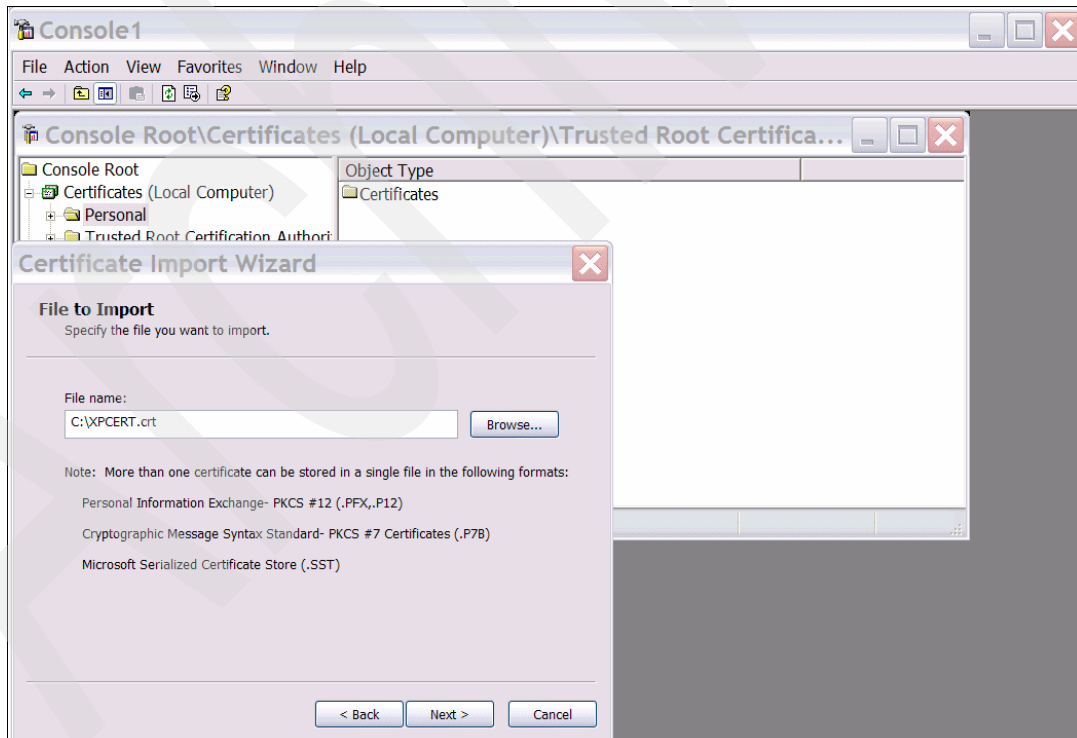 Console1
File Action View Favorites Window Help
Console Root\Certificates (Local Computer)\Trusted Root Certifica...
Console Root
Object Type
Certificates (Local Computer)
Certificates
Personal
Trusted Root Certification Authori
Certificate Import Wizard
File to Import
Specify the file you want to import.
File name:
C:\XPCERT.crt
Browse...
Note: More than one certificate can be stored in a single file in the following formats:
Personal Information Exchange- PKCS #12 (.PFX,.P12)
Cryptographic Message Syntax Standard- PKCS #7 Certificates (.P7B)
Microsoft Serialized Certificate Store (.SST)
< Back Next > Cancel